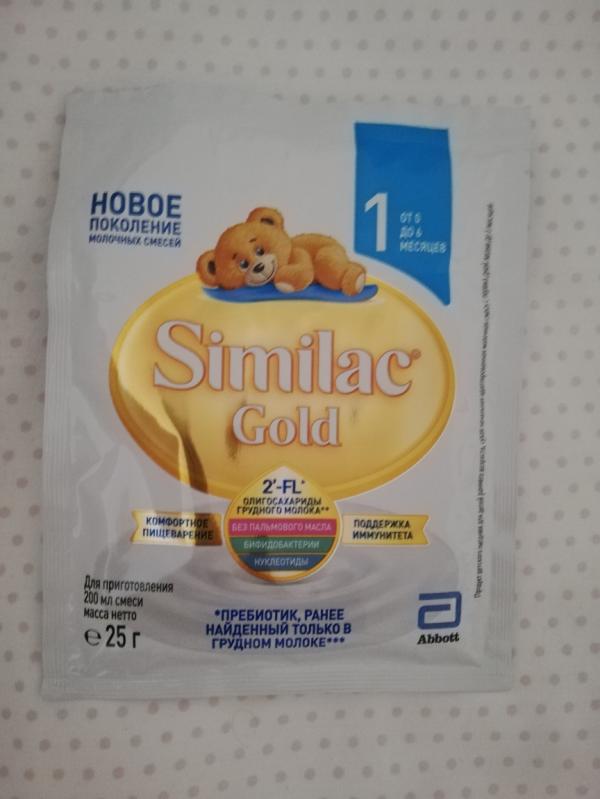 НОВОЕ
ПОКОЛЕНИЕ
МОЛОЧНЫХ СМЕСЕЙ
1
ОТ 0
ДО 6
МЕСЯЦЕВ
Similac®
Gold
2'-FL*
ОЛИГОСАХАРИДЫ
ГРУДНОГО МОЛОКА**
КОМФОРТНОЕ
ПИЩЕВАРЕНИЕ
БЕЗ ПАЛЬМОВОГО МАСЛА
БИФИДОБАКТЕРИИ
НУКЛЕОТИДЫ
ПОДДЕРЖКА
ИММУНИТЕТА
Для приготовления
200 мл смеси
масса нетто
℮ 25 г
*ПРЕБИОТИК, РАНЕЕ
НАЙДЕННЫЙ ТОЛЬКО В
ГРУДНОМ МОЛОКЕ***
Abbott